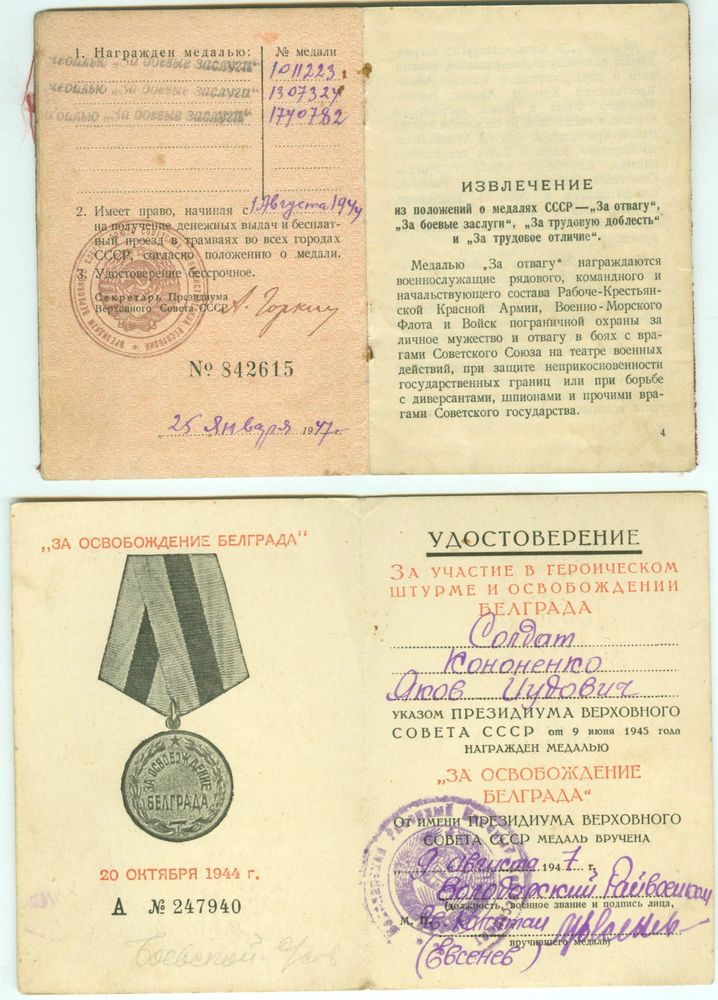 1. Награжден медалью: № медали
медалью „За боевые заслуги“ 1011223
медалью „За боевые заслуги“ 1307324
медалью „За боевые заслуги“ 1740782
2. Имеет право, начиная с 1 Августа 1944
на получение денежных выдач и бесплат-
ный проезд в трамваях во всех городах
СССР, согласно положению о медали.
3. Удостоверение бессрочное.
Секретарь Президиума
Верховного Совета СССР А. Горкин
№ 842615
„25 Января 1947 г.
ИЗВЛЕЧЕНИЕ
из положений о медалях СССР—„За отвагу“,
„За боевые заслуги“, „За трудовую доблесть“
и „За трудовое отличие“.
Медалью „За отвагу“ награждаются
военнослужащие рядового, командного и
начальствующего состава Рабоче-Крестьян-
ской Красной Армии, Военно-Морского
Флота и Войск пограничной охраны за
личное мужество и отвагу в боях с вра-
гами Советского Союза на театре военных
действий, при защите неприкосновенности
государственных границ или при борьбе
с диверсантами, шпионами и прочими вра-
гами Советского государства.
4
„ЗА ОСВОБОЖДЕНИЕ БЕЛГРАДА“
ЗА ОСВОБОЖДЕНИЕ
БЕЛГРАДА
20 ОКТЯБРЯ 1944 г.
А № 247940
УДОСТОВЕРЕНИЕ
ЗА УЧАСТИЕ В ГЕРОИЧЕСКОМ
ШТУРМЕ И ОСВОБОЖДЕНИИ
БЕЛГРАДА
Солдат
Кононенко
Яков Иудович
УКАЗОМ ПРЕЗИДИУМА ВЕРХОВНОГО
СОВЕТА СССР от 9 июня 1945 года
НАГРАЖДЕН МЕДАЛЬЮ
„ЗА ОСВОБОЖДЕНИЕ
БЕЛГРАДА“
ОТ ИМЕНИ ПРЕЗИДИУМА ВЕРХОВНОГО
СОВЕТА СССР МЕДАЛЬ ВРУЧЕНА
9 августа 1947 г.
Володарский Райвоенком
(должность, военное звание и подпись лица,
М. П. Гв. Капитан
вручившего медаль)
(Евсенев)